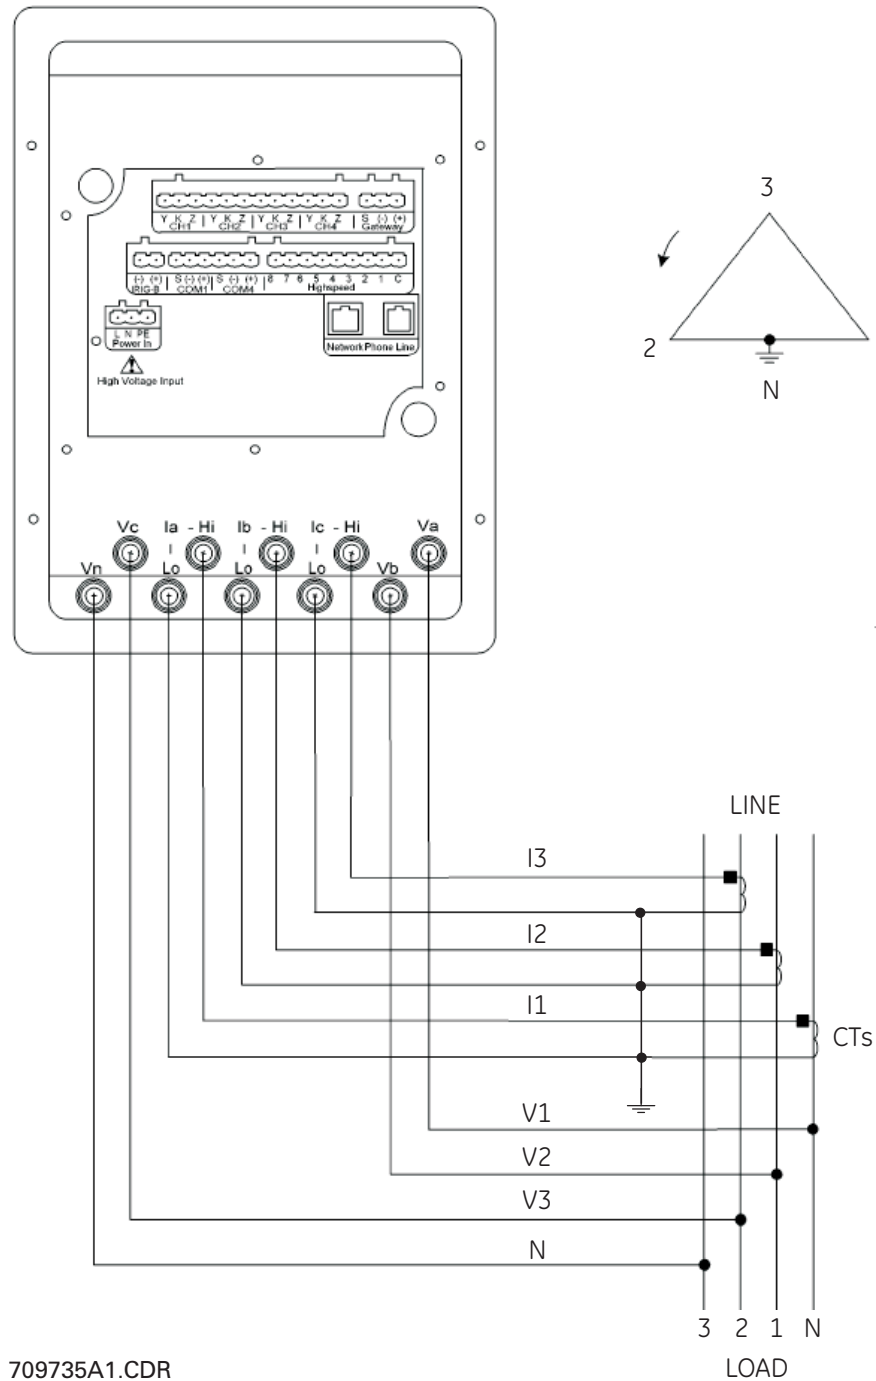 Y K Z | Y K Z | Y K Z | Y K Z | S (-) (+)
CH1 CH2 CH3 CH4 Gateway
(-) (+) | S (-) (+) | S (-) (+) | 8 7 6 5 4 3 2 1 C
IRIG-B COM1 COM4 Highspeed
L N PE
Power In
Network Phone Line
High Voltage Input
3
2
N
Vc Ia - Hi Ib - Hi Ic - Hi Va
Vn Lo Lo Lo Vb
LINE
I3
I2
I1
CTs
V1
V2
V3
N
3 2 1 N
LOAD
709735A1.CDR